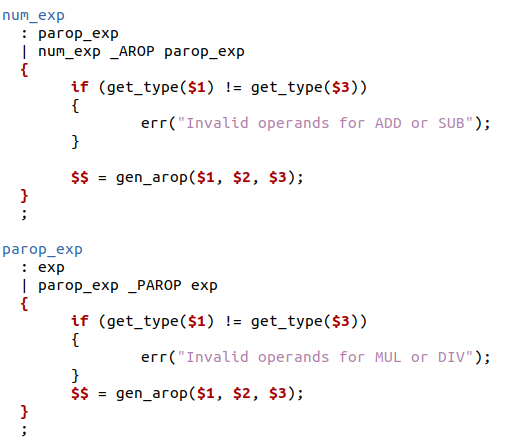 num_exp
  : parop_exp
  | num_exp _AROP parop_exp
  {
        if (get_type($1) != get_type($3))
        {
                err("Invalid operands for ADD or SUB");
        }

        $$ = gen_arop($1, $2, $3);
  }
  ;

parop_exp
  : exp
  | parop_exp _PAROP exp
  {
        if (get_type($1) != get_type($3))
        {
                err("Invalid operands for MUL or DIV");
        }
        $$ = gen_arop($1, $2, $3);
  }
  ;